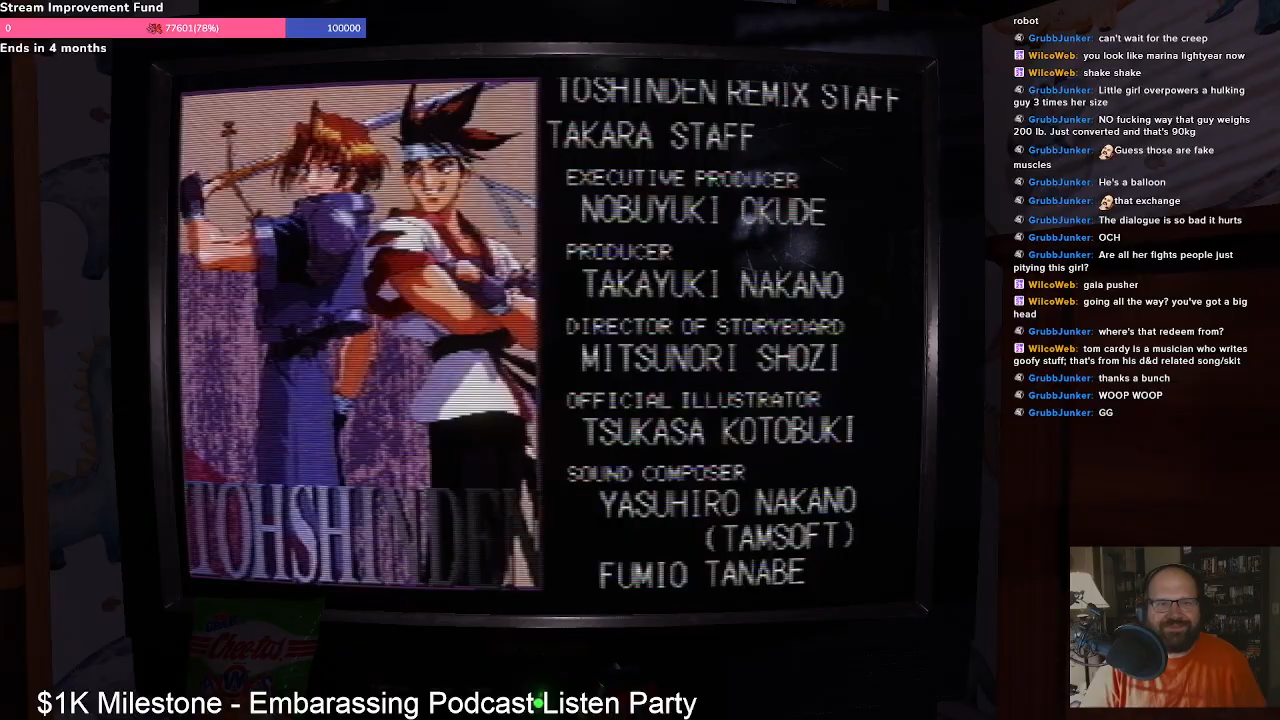 Stream Improvement Fund
0
77601(78%)
100000
Ends in 4 months
TOSHINDEN REMIX STAFF
TAKARA STAFF
EXECUTIVE PRODUCER
NOBUYUKI OKUDE
PRODUCER
TAKAYUKI NAKANO
DIRECTOR OF STORYBOARD
MITSUNORI SHOZI
OFFICIAL ILLUSTRATOR
TSUKASA KOTOBUKI
SOUND COMPOSER
YASUHIRO NAKANO
(TAMSOFT)
FUMIO TANABE
TOHSHINDEN
Cheetos
$1K Milestone - Embarassing Podcast Listen Party
robot
GrubbJunker: can't wait for the creep
WilcoWeb: you look like marina lightyear now
WilcoWeb: shake shake
GrubbJunker: Little girl overpowers a hulking
guy 3 times her size
GrubbJunker: NO fucking way that guy weighs
200 lb. Just converted and that's 90kg
GrubbJunker: Guess those are fake
muscles
GrubbJunker: He's a balloon
GrubbJunker: that exchange
GrubbJunker: The dialogue is so bad it hurts
GrubbJunker: OCH
GrubbJunker: Are all her fights people just
pitying this girl?
WilcoWeb: gaia pusher
WilcoWeb: going all the way? you've got a big
head
GrubbJunker: where's that redeem from?
WilcoWeb: tom cardy is a musician who writes
goofy stuff; that's from his d&d related song/skit
GrubbJunker: thanks a bunch
GrubbJunker: WOOP WOOP
GrubbJunker: GG